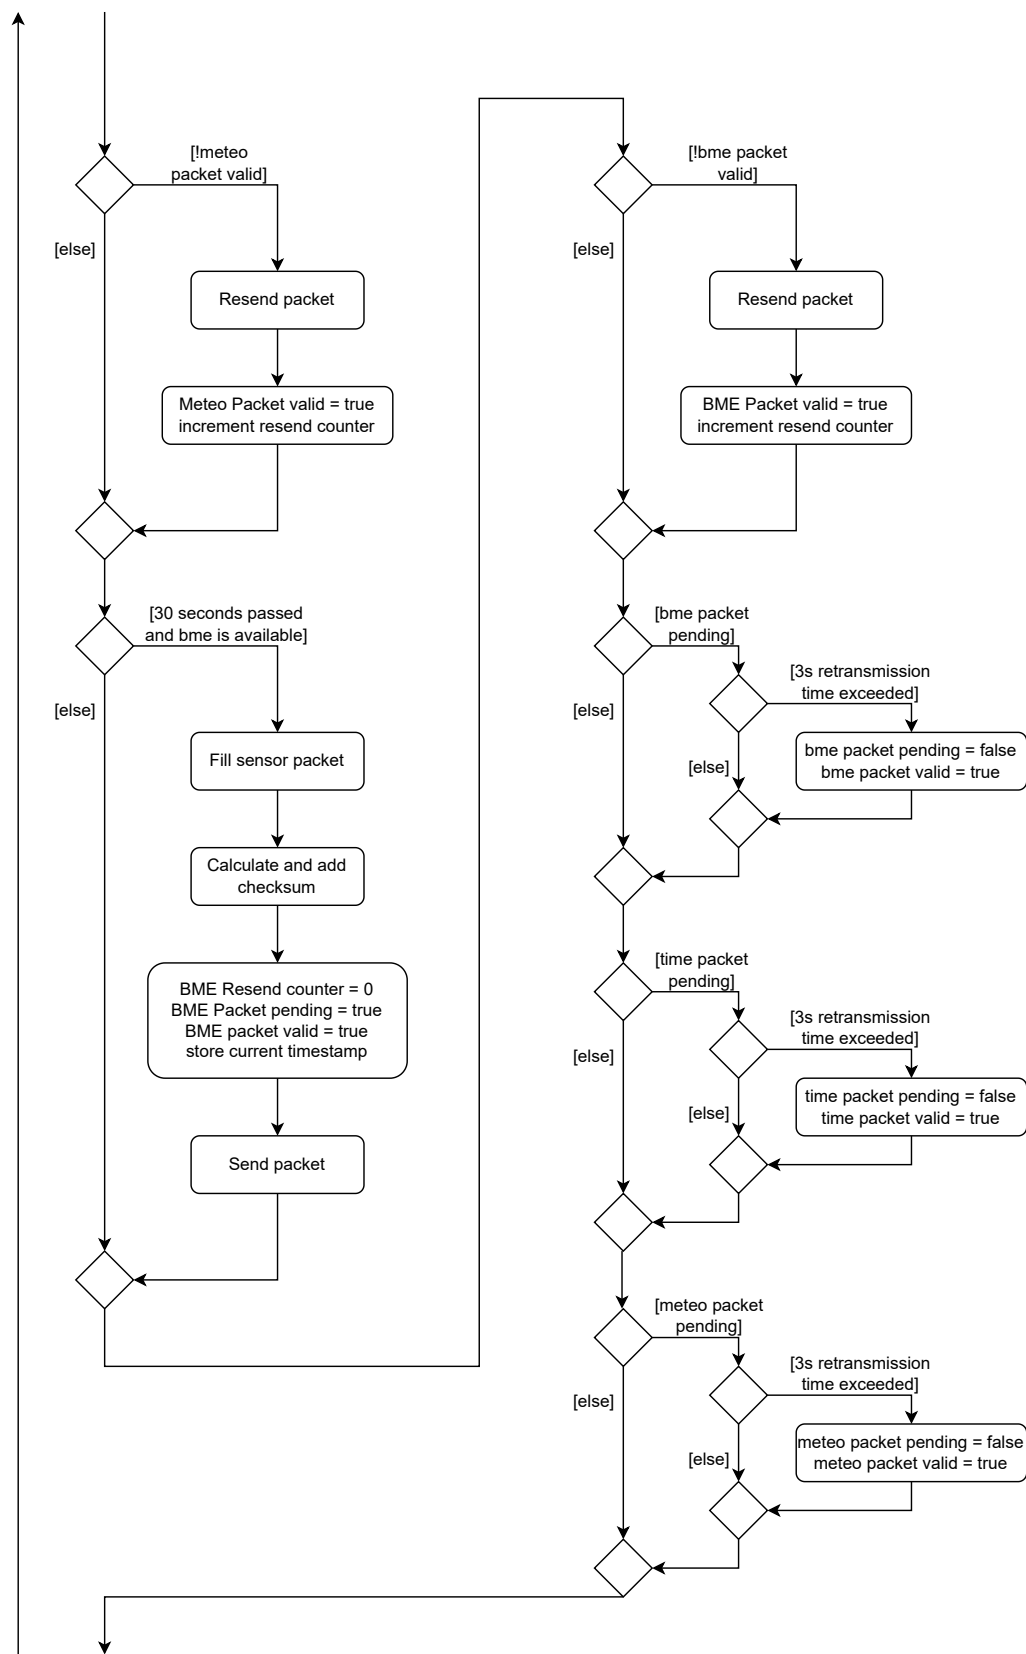 [!meteo
packet valid]
[else]
Resend packet
Meteo Packet valid = true
increment resend counter
[30 seconds passed
and bme is available]
[else]
Fill sensor packet
Calculate and add
checksum
BME Resend counter = 0
BME Packet pending = true
BME packet valid = true
store current timestamp
Send packet
[!bme packet
valid]
[else]
Resend packet
BME Packet valid = true
increment resend counter
[bme packet
pending]
[else]
[3s retransmission
time exceeded]
[else]
bme packet pending = false
bme packet valid = true
[time packet
pending]
[else]
[3s retransmission
time exceeded]
[else]
time packet pending = false
time packet valid = true
[meteo packet
pending]
[else]
[3s retransmission
time exceeded]
[else]
meteo packet pending = false
meteo packet valid = true